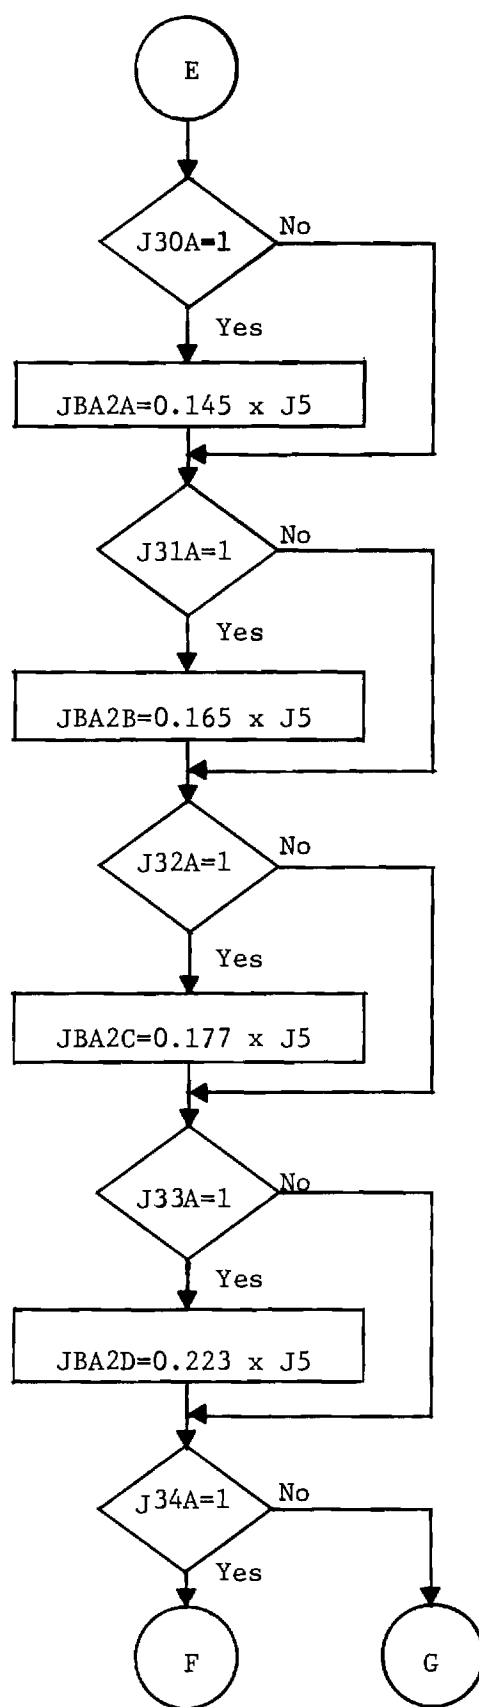 E
J30A=1
No
Yes
JBA2A=0.145 x J5
J31A=1
No
Yes
JBA2B=0.165 x J5
J32A=1
No
Yes
JBA2C=0.177 x J5
J33A=1
No
Yes
JBA2D=0.223 x J5
J34A=1
No
Yes
F
G